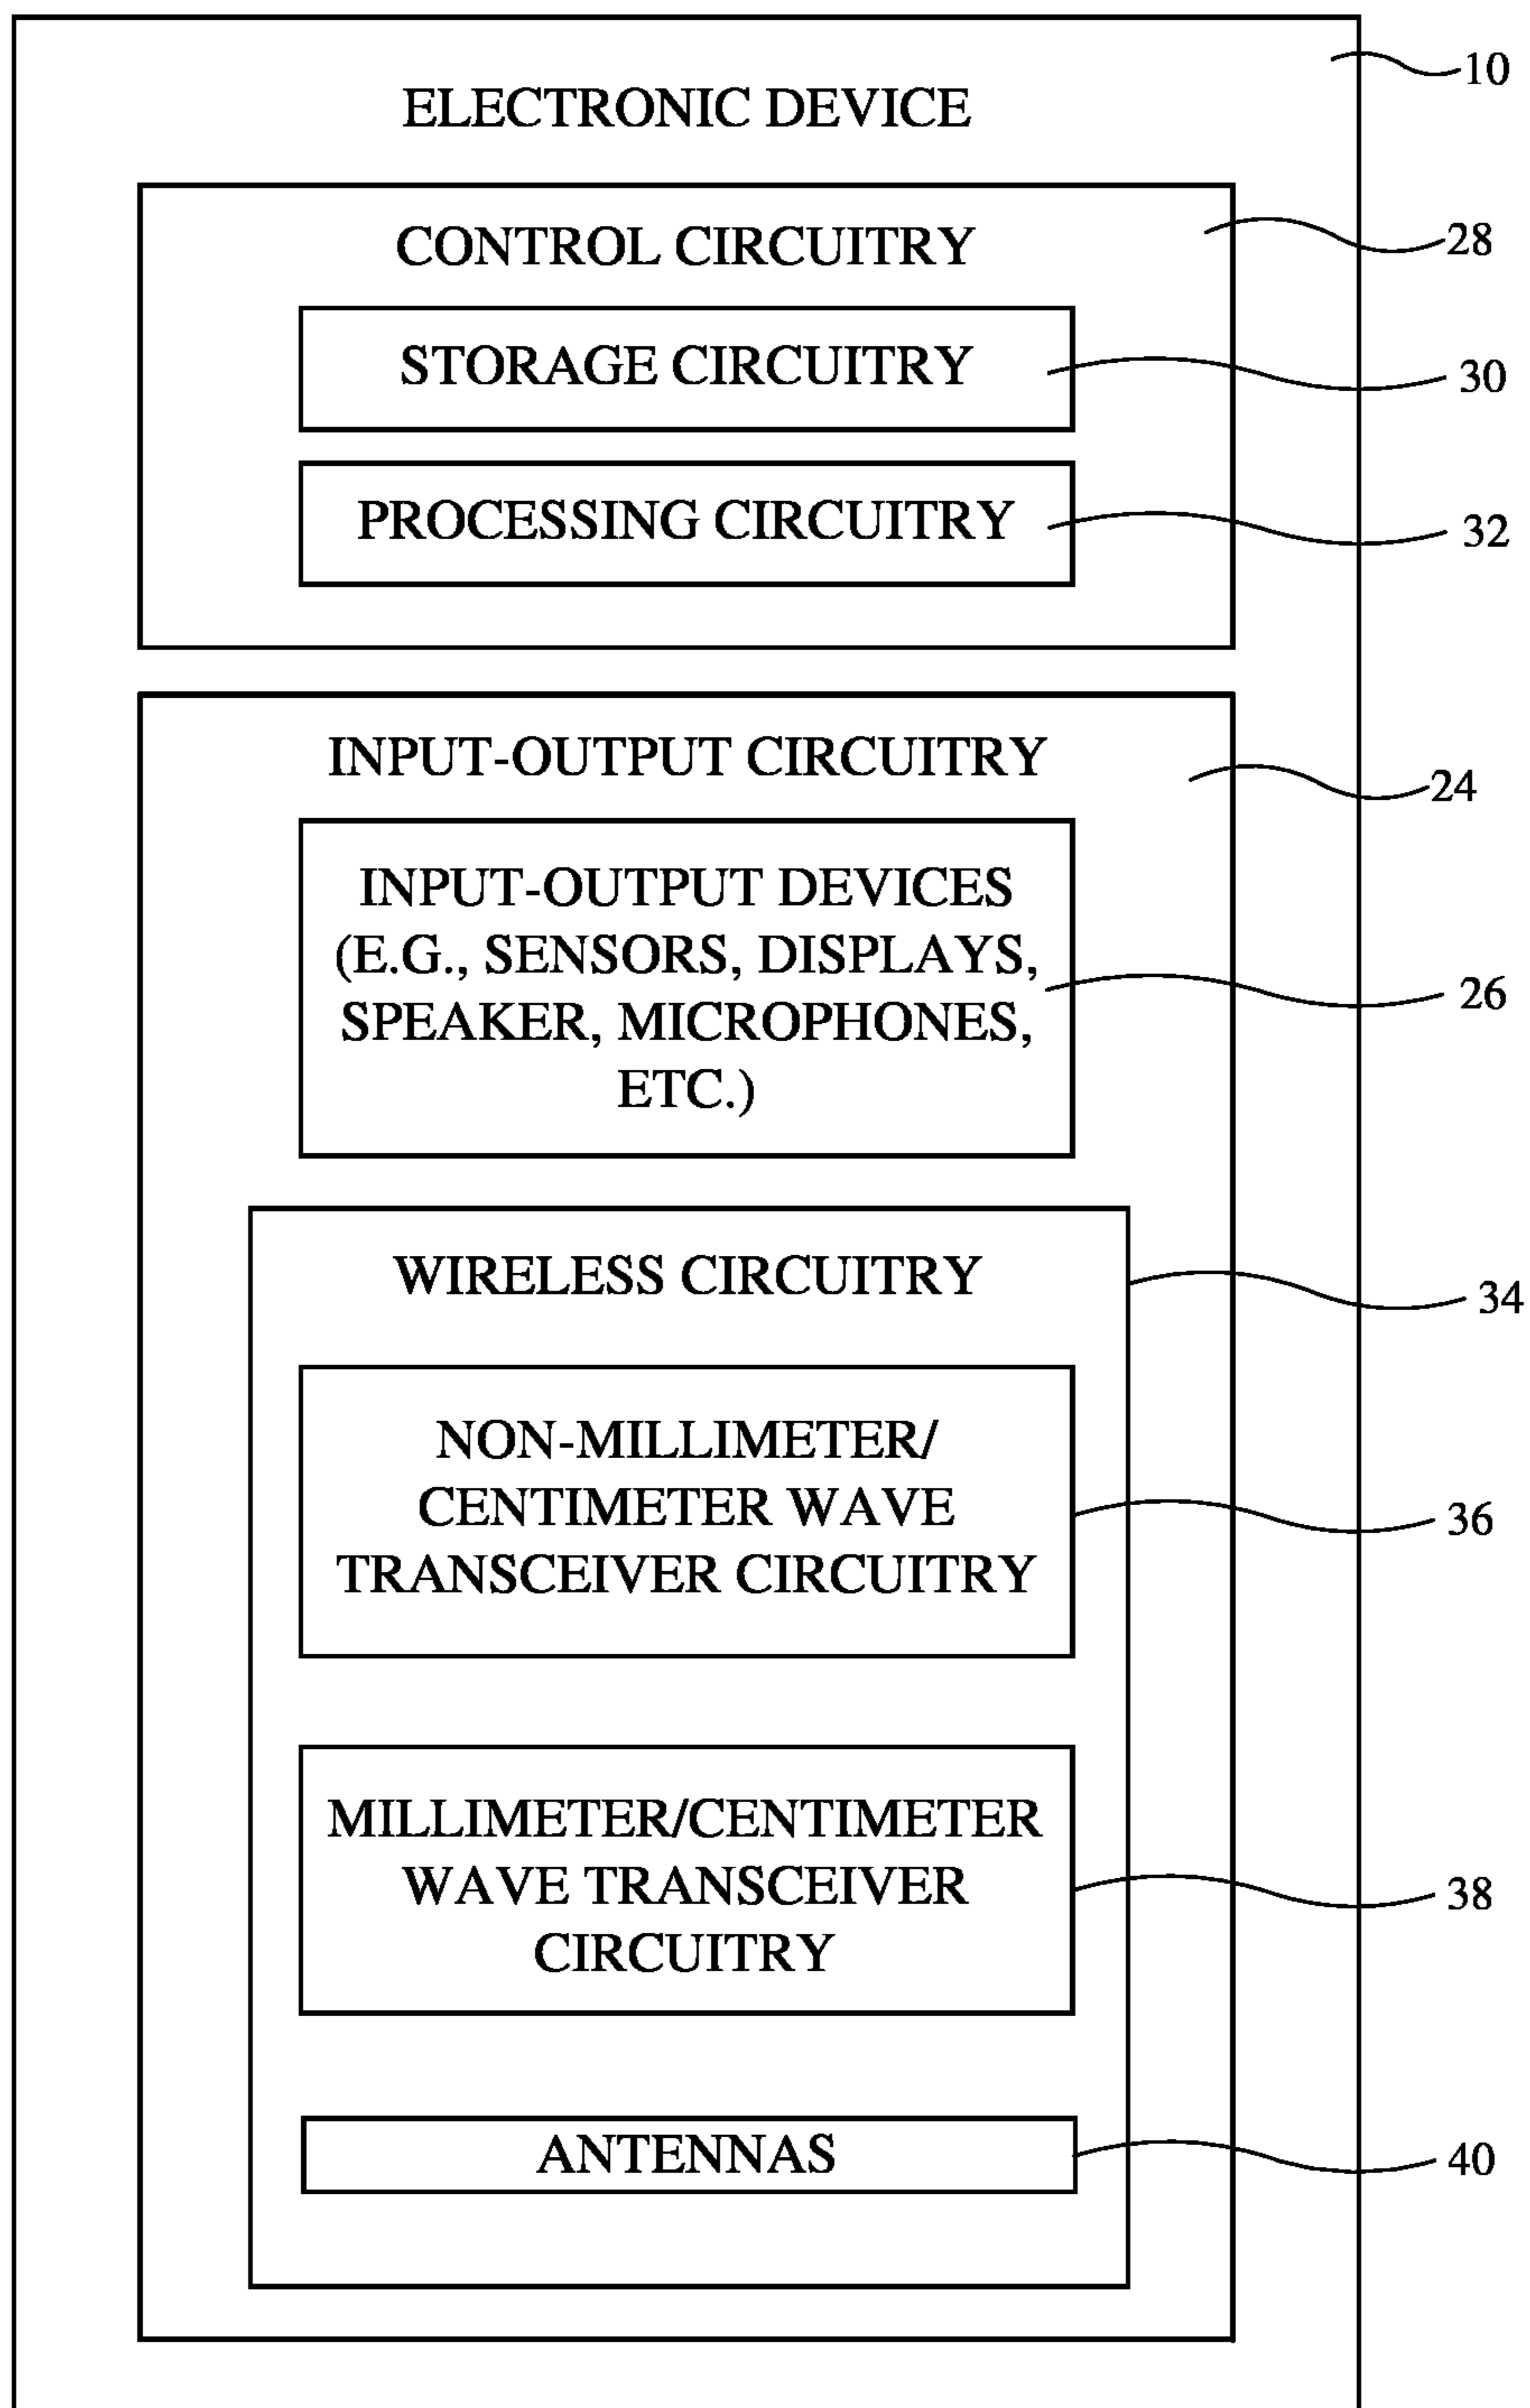 10
ELECTRONIC DEVICE
CONTROL CIRCUITRY
28
STORAGE CIRCUITRY
30
PROCESSING CIRCUITRY
32
INPUT-OUTPUT CIRCUITRY
24
INPUT-OUTPUT DEVICES
(E.G., SENSORS, DISPLAYS,
SPEAKER, MICROPHONES,
ETC.)
26
WIRELESS CIRCUITRY
34
NON-MILLIMETER/
CENTIMETER WAVE
TRANSCEIVER CIRCUITRY
36
MILLIMETER/CENTIMETER
WAVE TRANSCEIVER
CIRCUITRY
38
ANTENNAS
40